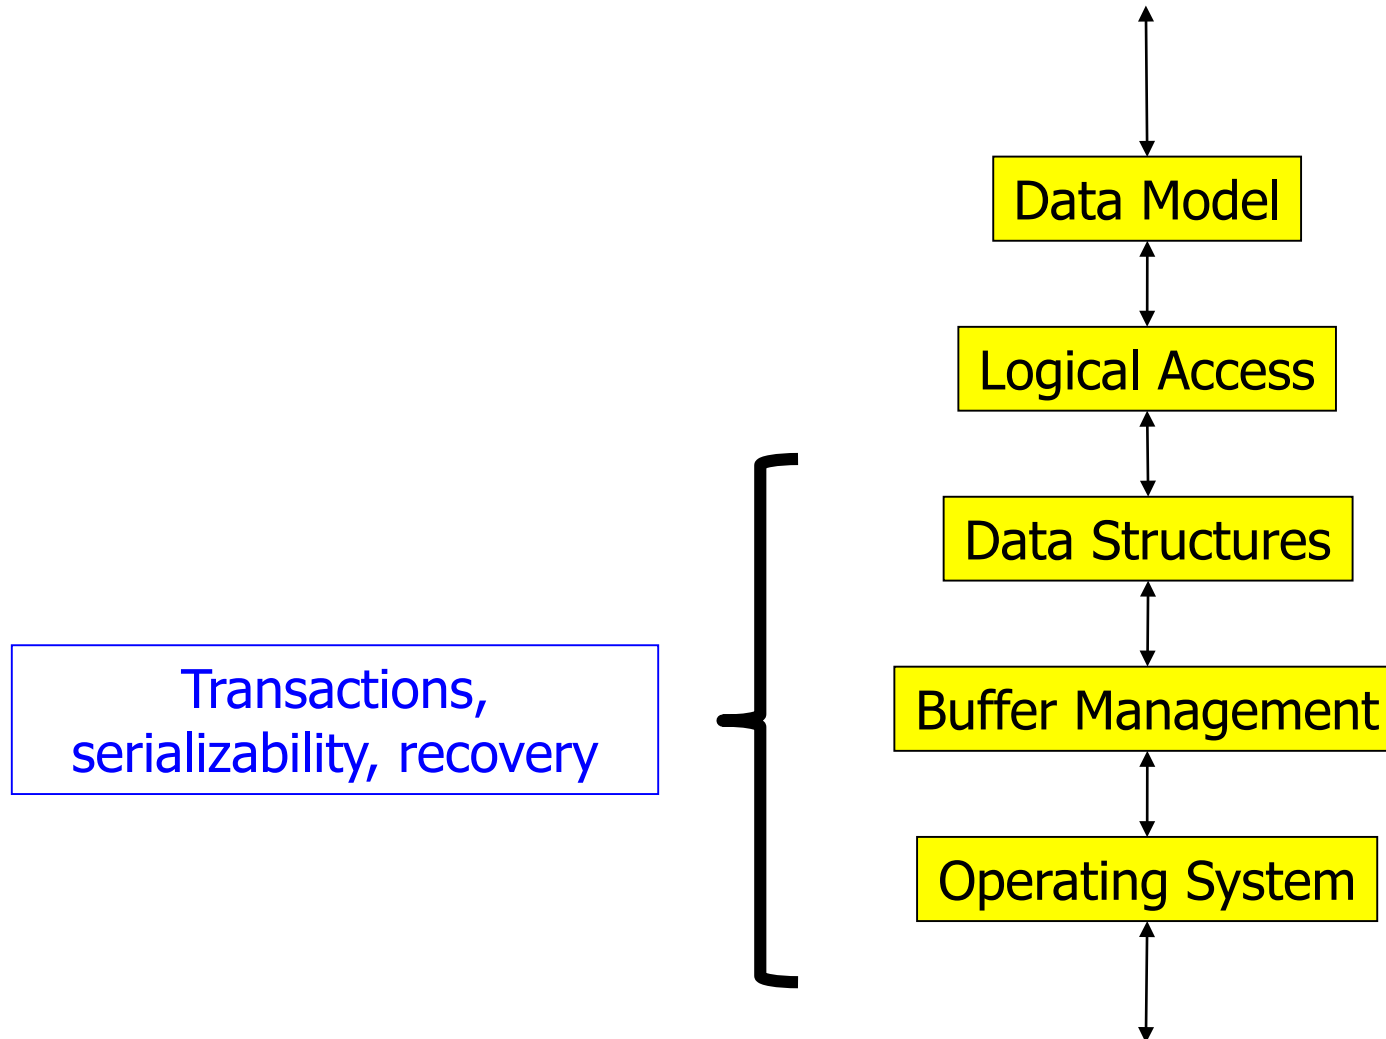 Data Model
Logical Access
Data Structures
Transactions,
serializability, recovery
Buffer Management
Operating System